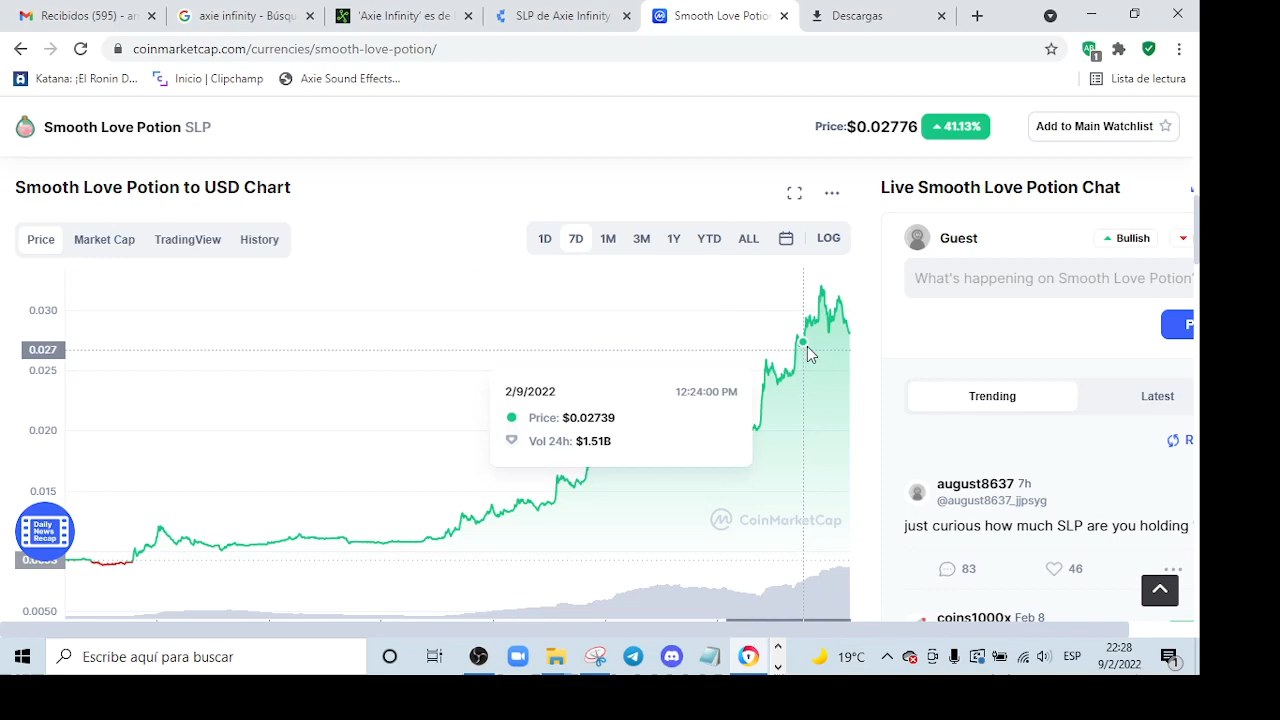 Recibidos (595) - ar
axie infinity - Búsqu
'Axie Infinity' es de l
SLP de Axie Infinity
Smooth Love Potio
Descargas
coinmarketcap.com/currencies/smooth-love-potion/
1
Katana: ¡El Ronin D...
Inicio | Clipchamp
Axie Sound Effects...
Lista de lectura
Smooth Love Potion SLP
Price:$0.02776
41.13%
Add to Main Watchlist
Smooth Love Potion to USD Chart
Live Smooth Love Potion Chat
Price
Market Cap
TradingView
History
1D
7D
1M
3M
1Y
YTD
ALL
LOG
Guest
Bullish
What's happening on Smooth Love Potion
0.030
0.027
0.025
0.020
0.015
0.0050
2/9/2022
12:24:00 PM
Price: $0.02739
Vol 24h: $1.51B
CoinMarketCap
Daily
News
Recap
Trending
Latest
R
august8637 7h
@august8637_jjpsyg
just curious how much SLP are you holding
83
46
coins1000x Feb 8
Escribe aquí para buscar
19°C
ESP
22:28
9/2/2022
1